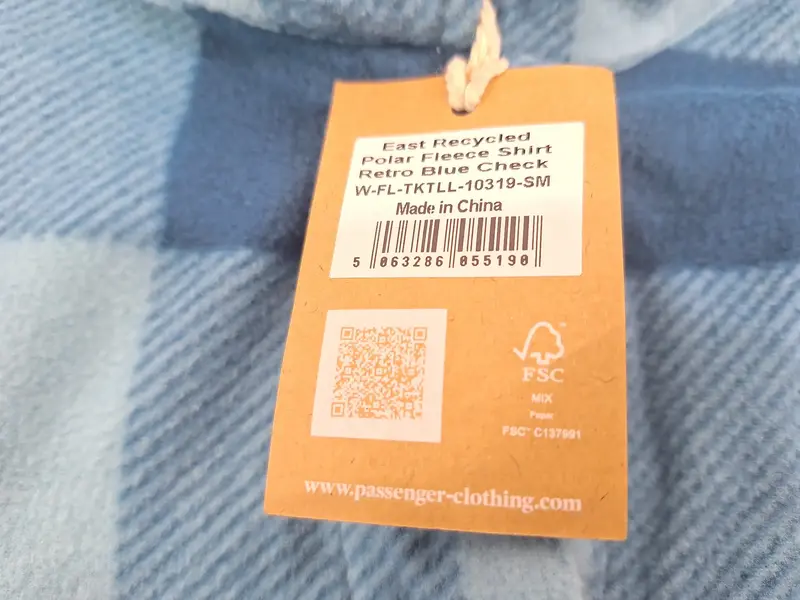 East Recycled
Polar Fleece Shirt
Retro Blue Check
W-FL-TKTLL-10319-SM
Made in China
5 063286 055190
FSC
MIX
Paper
FSC™ C137991
www.passenger-clothing.com